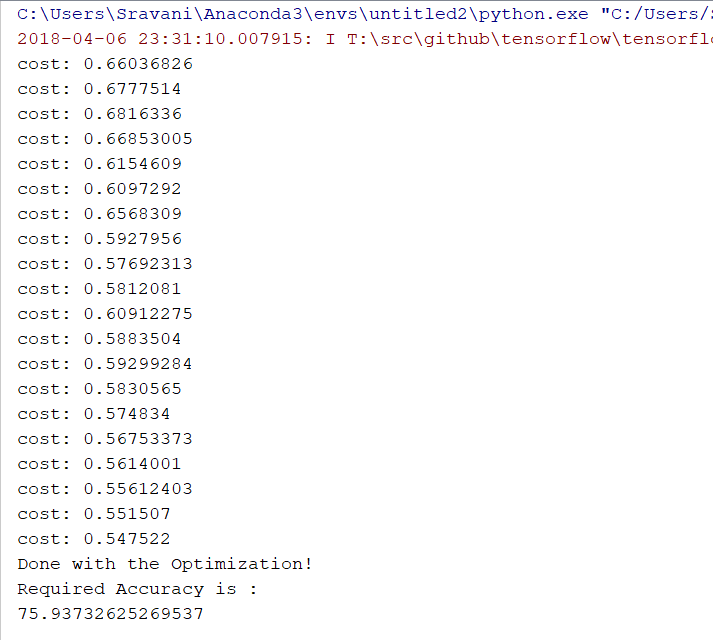 C:\Users\Sravani\Anaconda3\envs\untitled2\python.exe "C:/Users/
2018-04-06 23:31:10.007915: I T:\src\github\tensorflow\tensorfl
cost: 0.66036826
cost: 0.6777514
cost: 0.6816336
cost: 0.66853005
cost: 0.6154609
cost: 0.6097292
cost: 0.6568309
cost: 0.5927956
cost: 0.57692313
cost: 0.5812081
cost: 0.60912275
cost: 0.5883504
cost: 0.59299284
cost: 0.5830565
cost: 0.574834
cost: 0.56753373
cost: 0.5614001
cost: 0.55612403
cost: 0.551507
cost: 0.547522
Done with the Optimization!
Required Accuracy is :
75.93732625269537